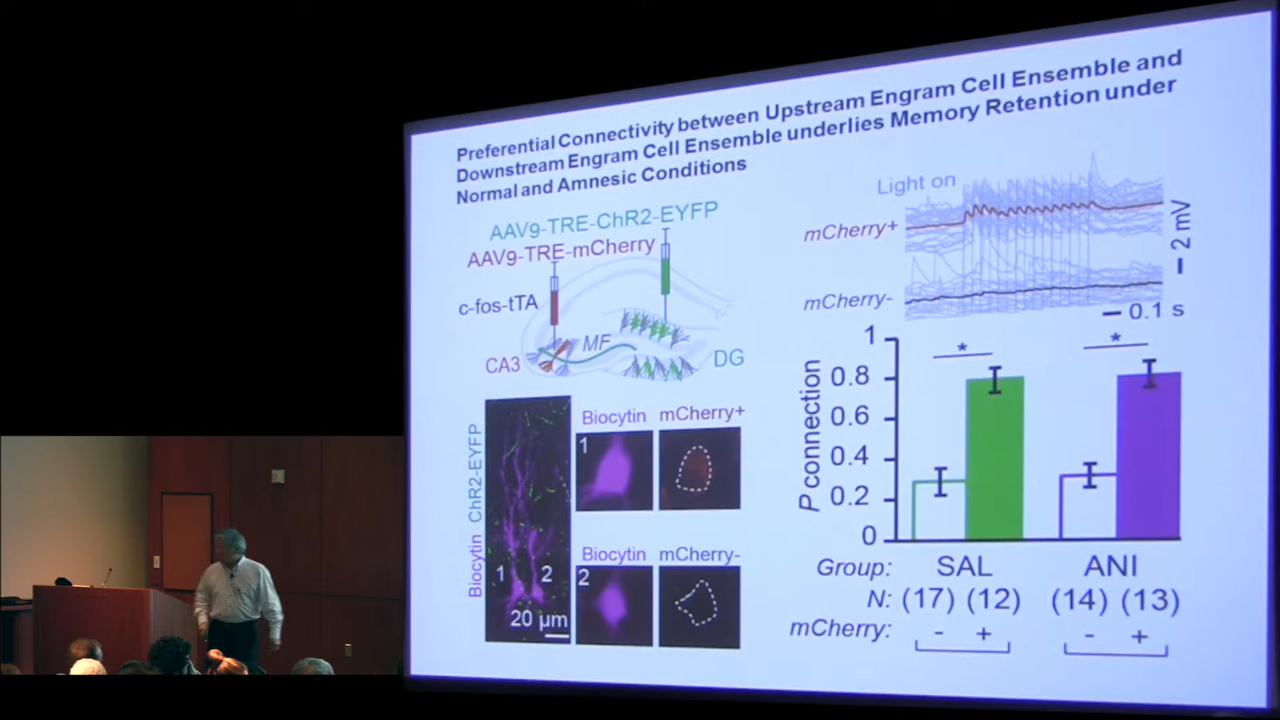 Preferential Connectivity between Upstream Engram Cell Ensemble and
Downstream Engram Cell Ensemble underlies Memory Retention under
Normal and Amnesic Conditions
AAV9-TRE-ChR2-EYFP
AAV9-TRE-mCherry
c-fos-tTA
MF
CA3
DG
Biocytin ChR2-EYFP
1 2
20 µm
Biocytin mCherry+
1
Biocytin mCherry-
2
Light on
mCherry+
mCherry-
2 mV
0.1 s
P connection
1
0.8
0.6
0.4
0.2
0
* *
Group: SAL ANI
N: (17) (12) (14) (13)
mCherry: - + - +